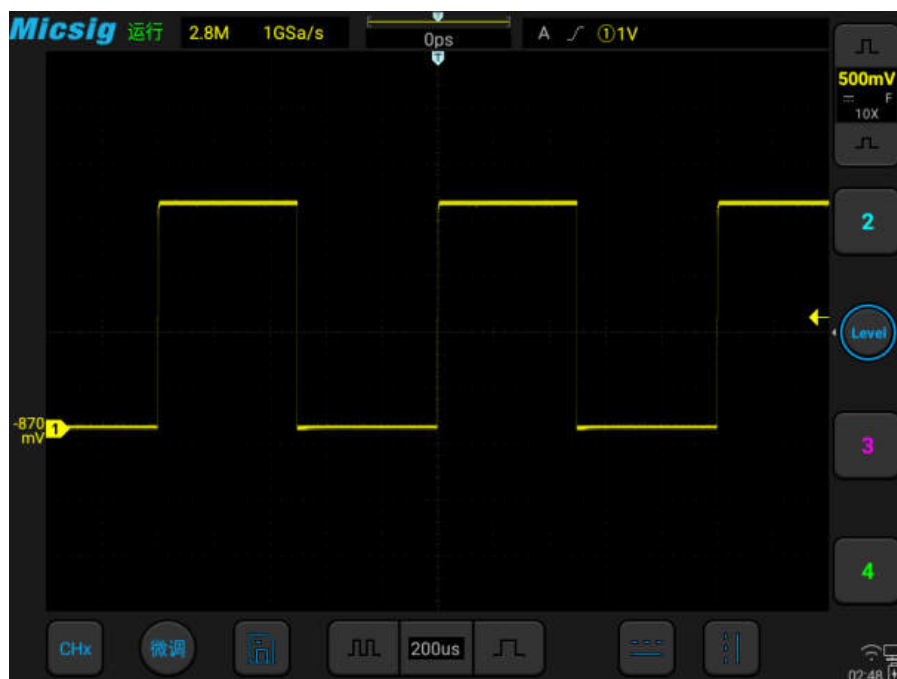 Micsig 运行 2.8M 1GSa/s 0ps A ①1V
T
500mV
F
10X
2
Level
-870
mV
1
3
4
CHx 微调 200us
02:48